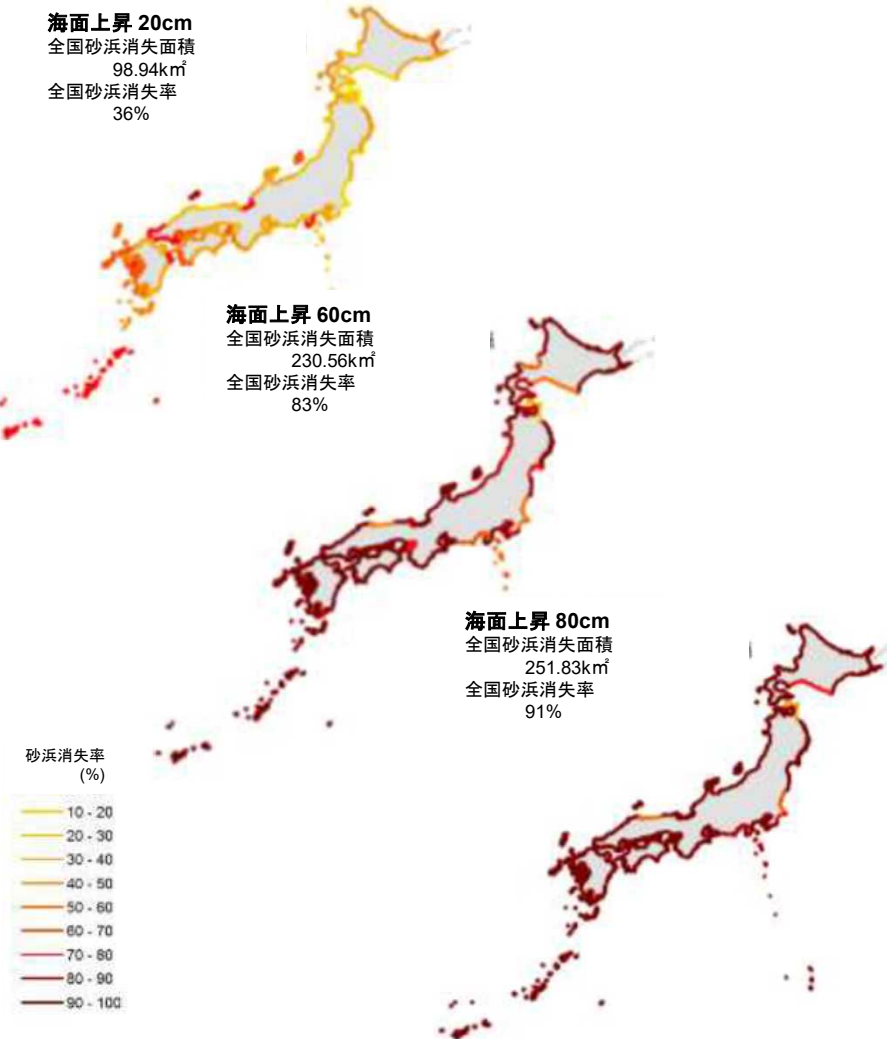 海面上昇 20cm
全国砂浜消失面積
98.94k㎡
全国砂浜消失率
36%
海面上昇 60cm
全国砂浜消失面積
230.56k㎡
全国砂浜消失率
83%
海面上昇 80cm
全国砂浜消失面積
251.83k㎡
全国砂浜消失率
91%
砂浜消失率
(%)
10 - 20
20 - 30
30 - 40
40 - 50
50 - 60
60 - 70
70 - 80
80 - 90
90 - 100